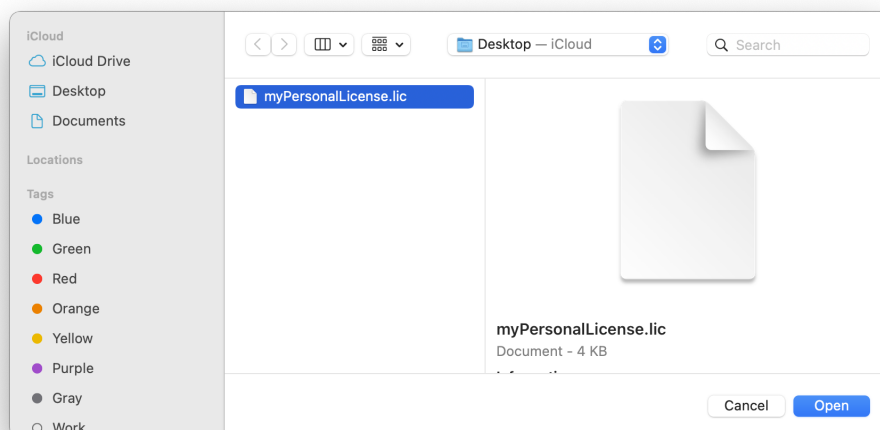 iCloud
iCloud Drive
Desktop
Documents
Locations
Tags
Blue
Green
Red
Orange
Yellow
Purple
Gray
Work
Desktop — iCloud
Search
myPersonalLicense.lic
myPersonalLicense.lic
Document - 4 KB
Cancel
Open